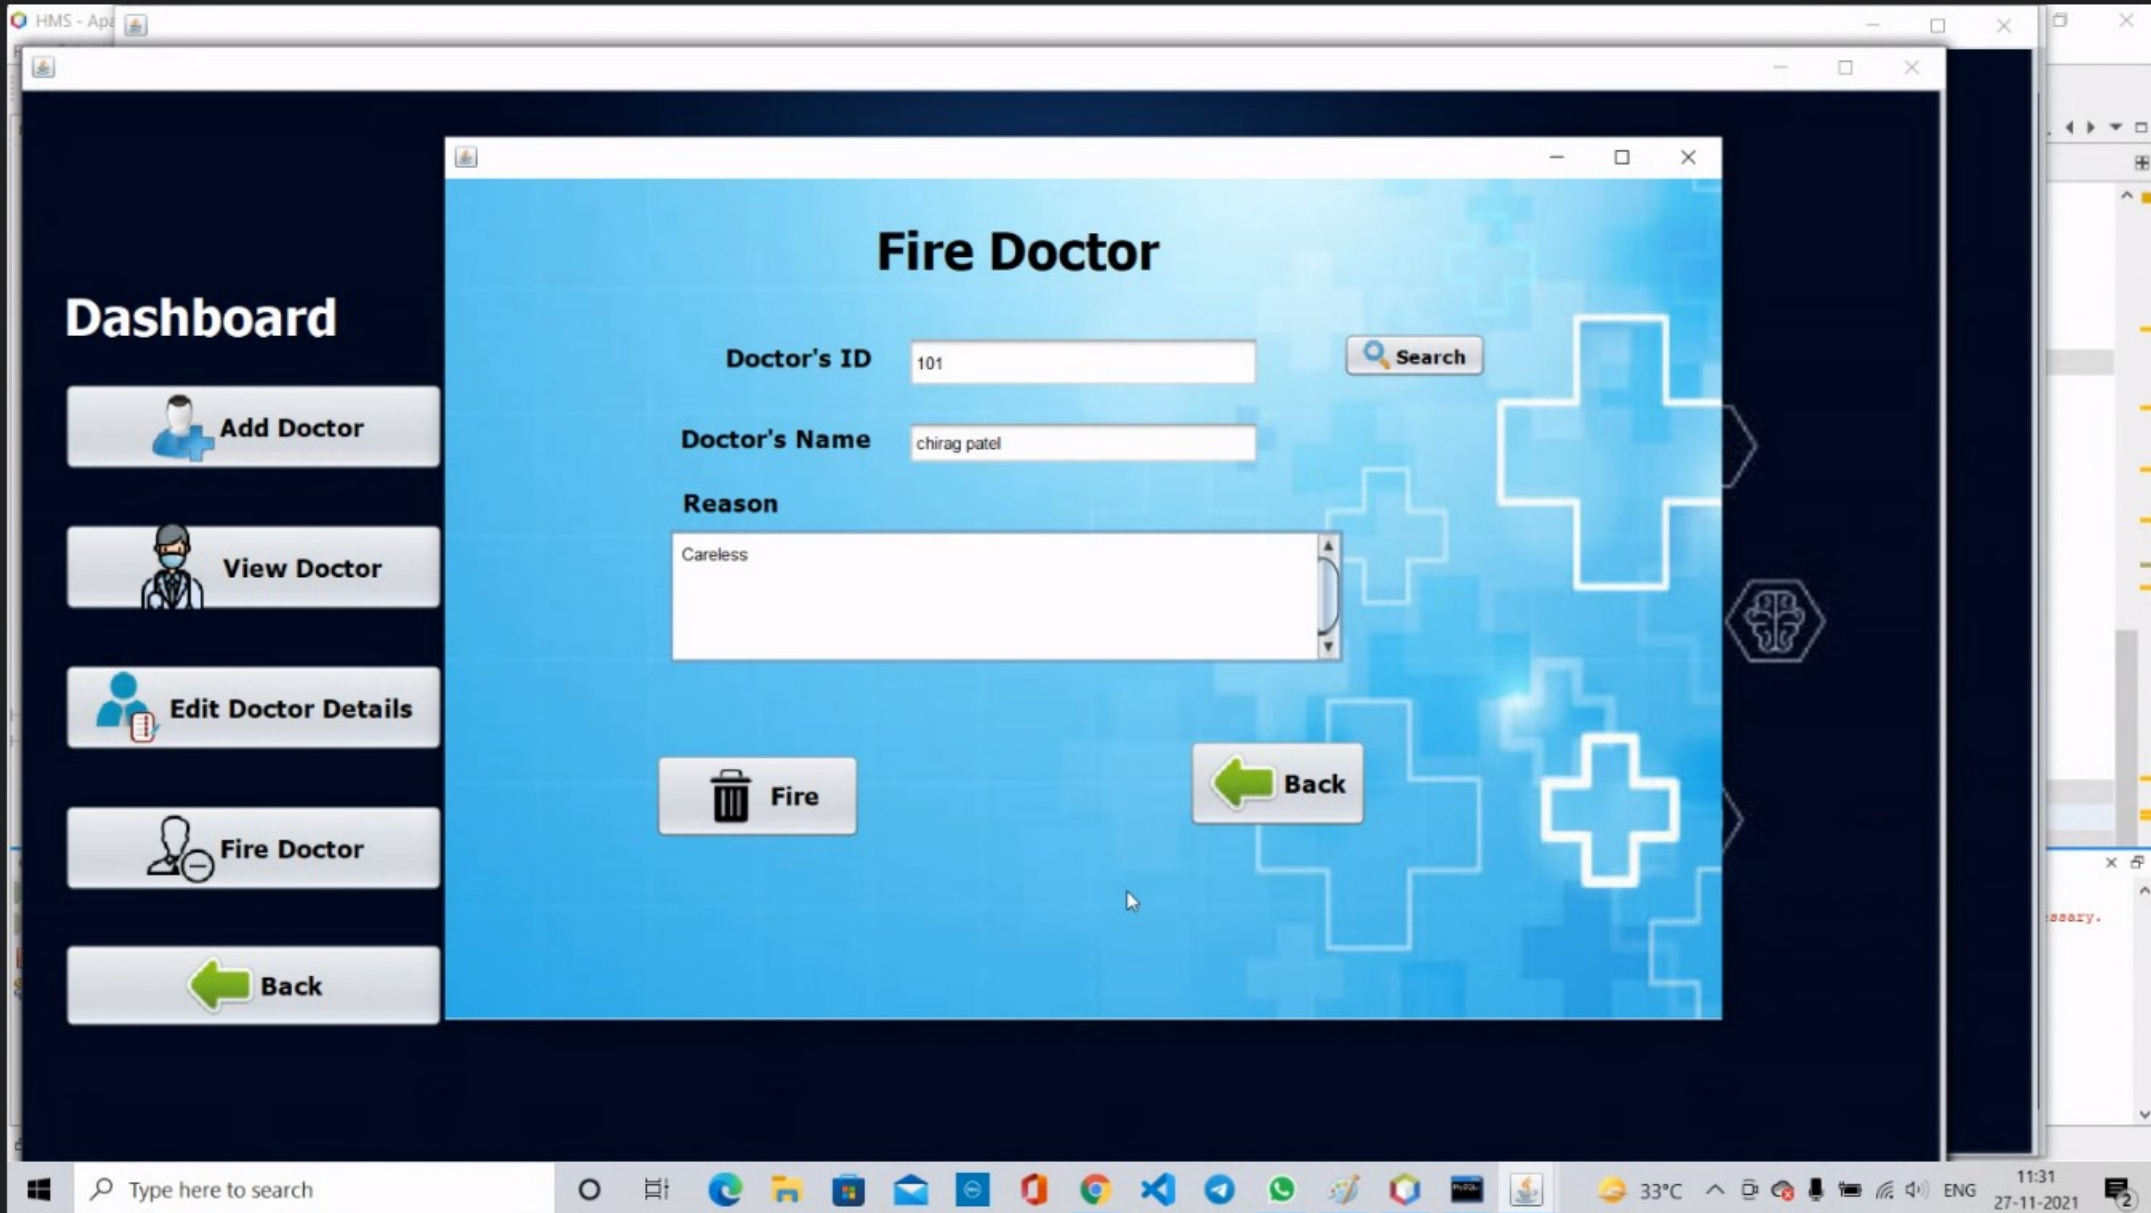 HMS - Apa
Fire Doctor
Dashboard
Doctor's ID
101
Search
Add Doctor
Doctor's Name
chirag patel
Reason
Careless
View Doctor
Edit Doctor Details
Fire
Back
Fire Doctor
Back
ssary.
Type here to search
33°C
ENG
11:31
27-11-2021
2